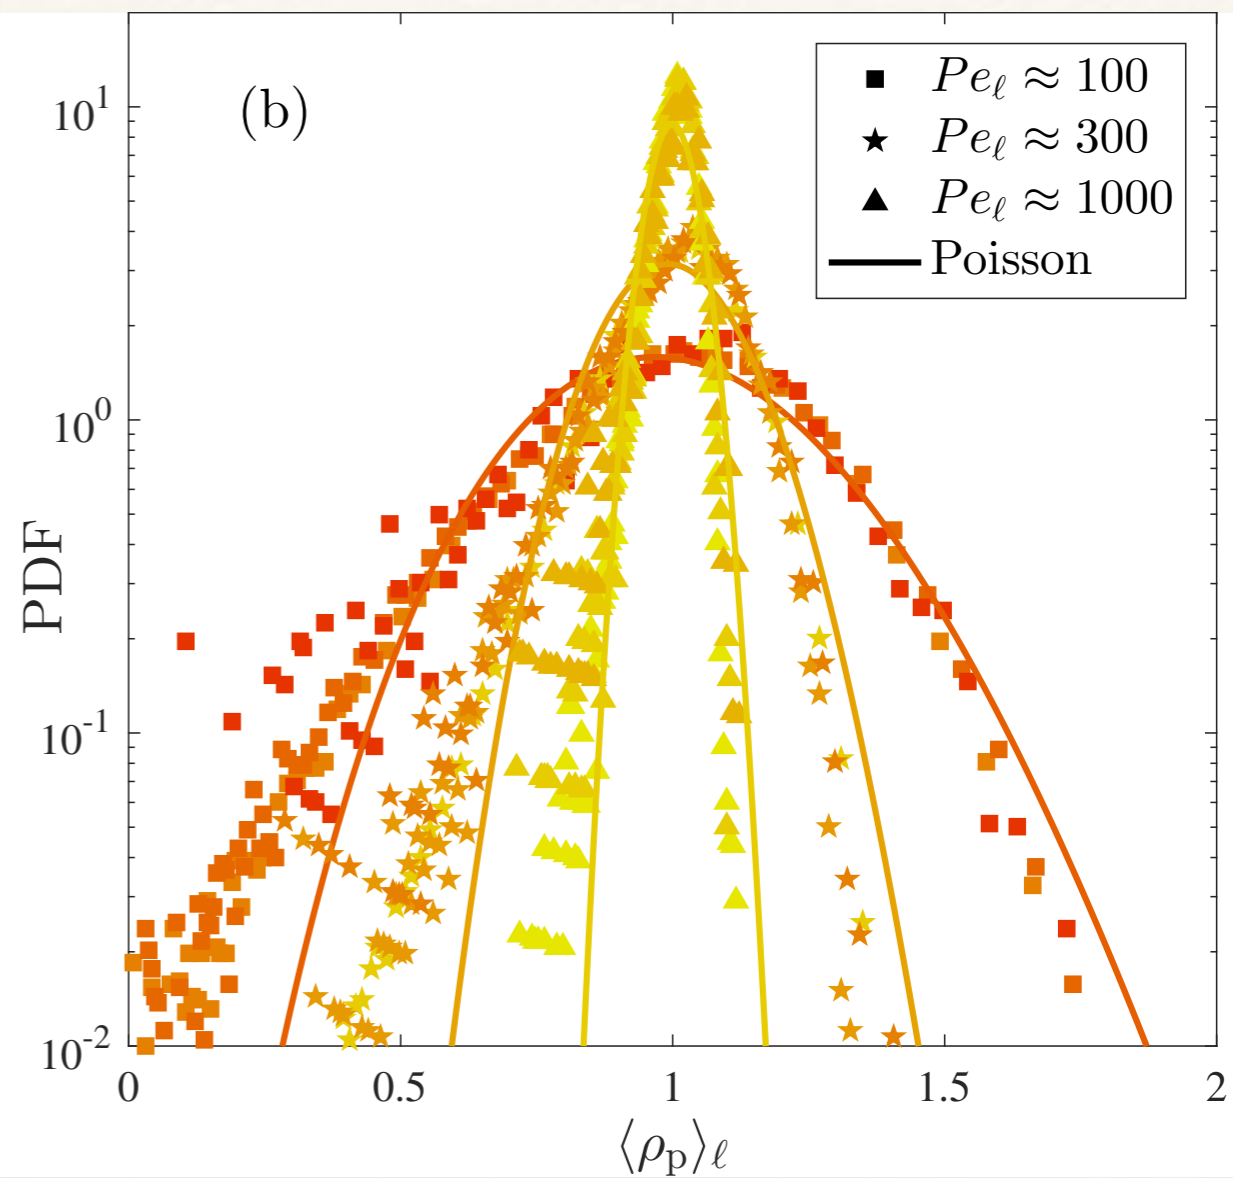 (b)
Pe_ℓ ≈ 100
Pe_ℓ ≈ 300
Pe_ℓ ≈ 1000
Poisson
PDF
10^1
10^0
10^-1
10^-2
0 0.5 1 1.5 2
⟨ρ_p⟩_ℓ